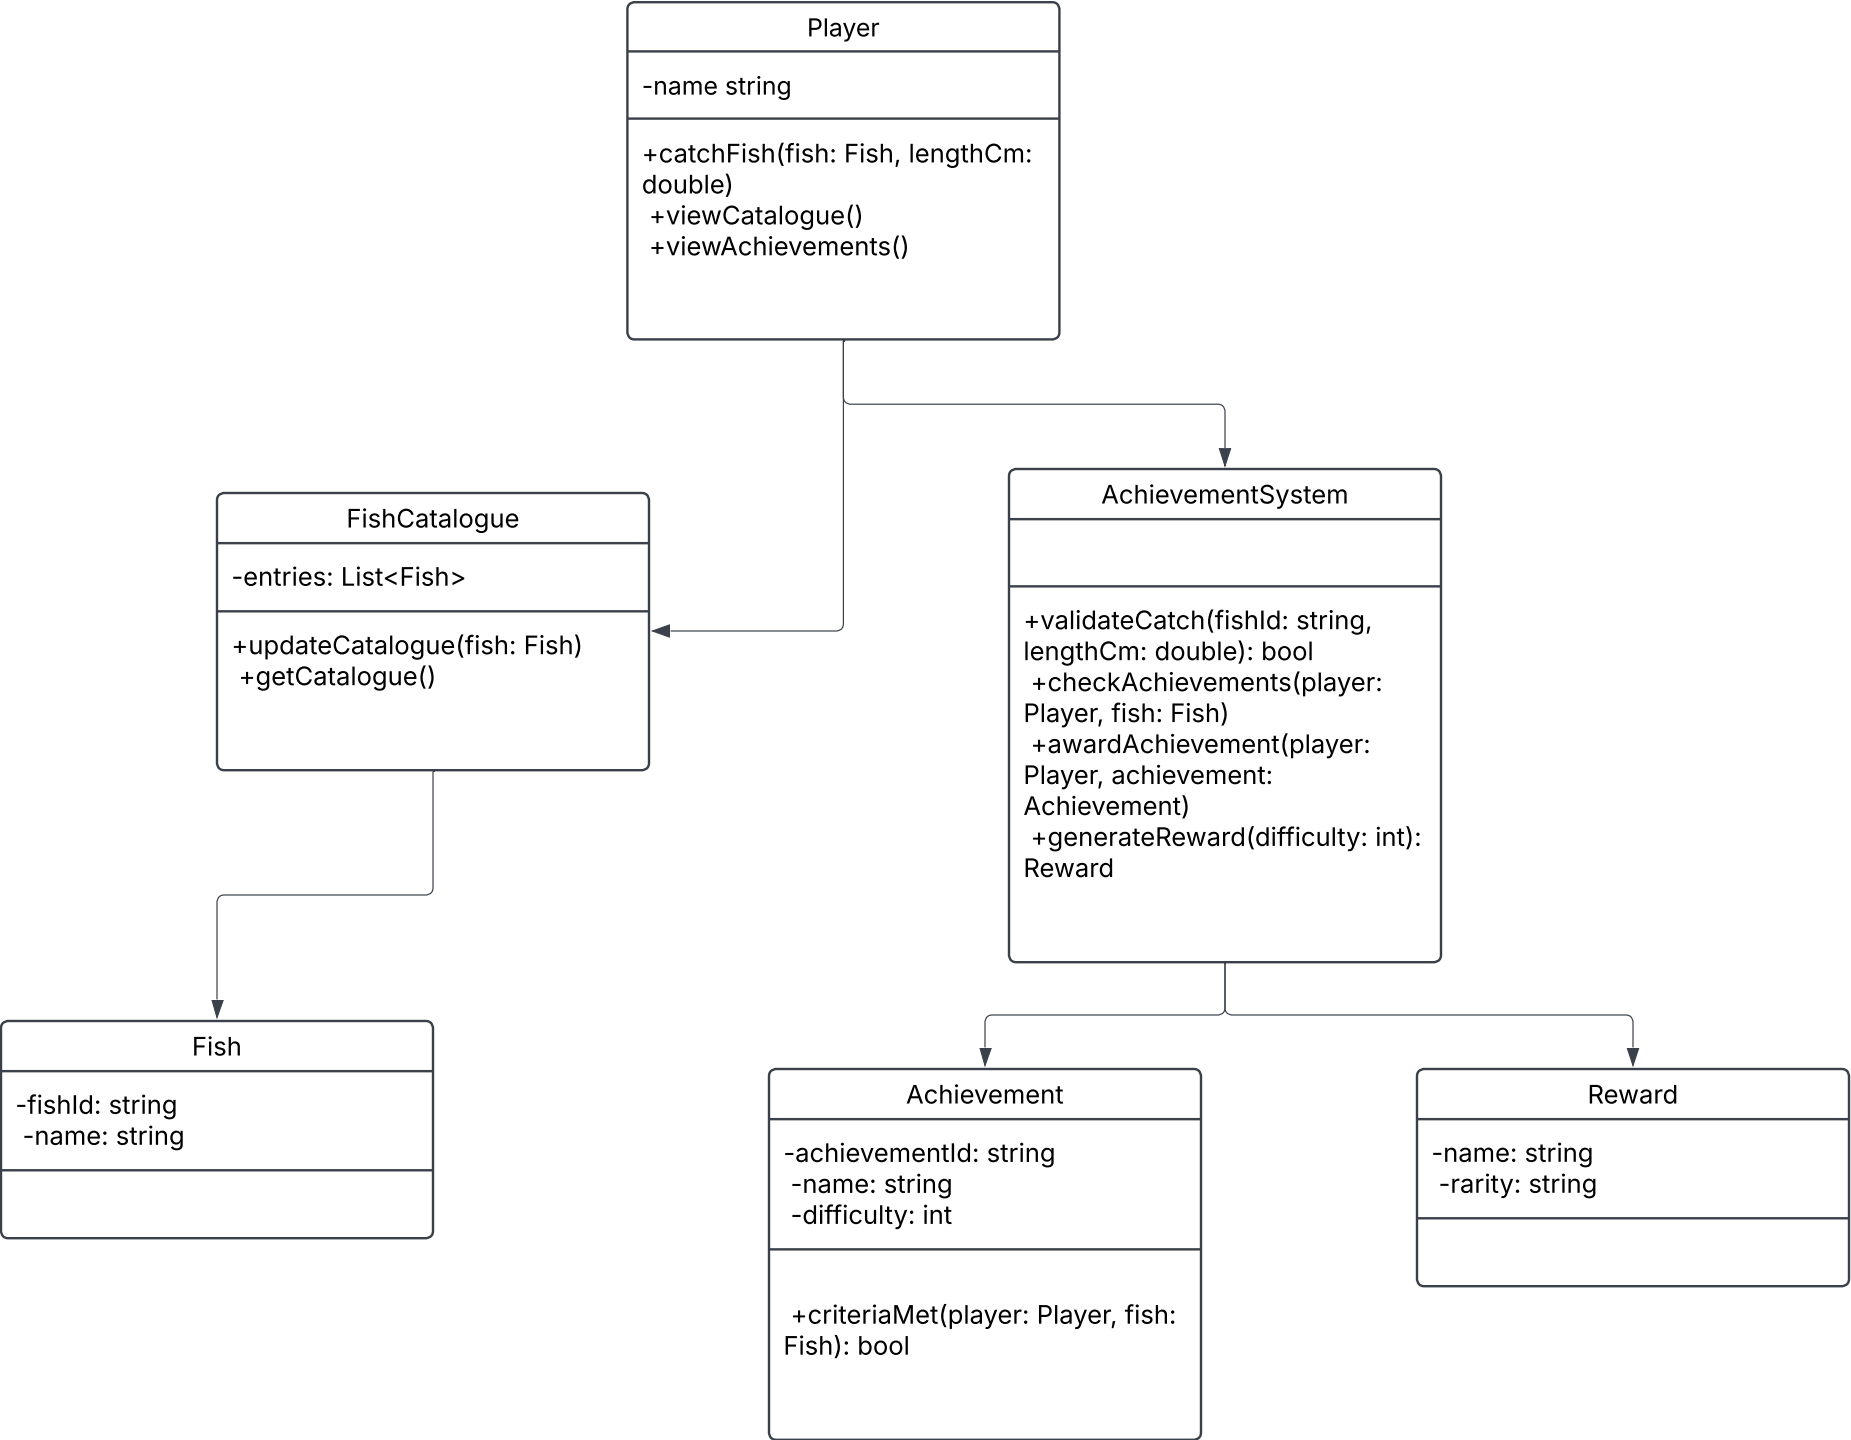 Player
-name string
+catchFish(fish: Fish, lengthCm:
double)
+viewCatalogue()
+viewAchievements()
FishCatalogue
-entries: List<Fish>
+updateCatalogue(fish: Fish)
+getCatalogue()
AchievementSystem
+validateCatch(fishId: string,
lengthCm: double): bool
+checkAchievements(player:
Player, fish: Fish)
+awardAchievement(player:
Player, achievement:
Achievement)
+generateReward(difficulty: int):
Reward
Fish
-fishId: string
-name: string
Achievement
-achievementId: string
-name: string
-difficulty: int
+criteriaMet(player: Player, fish:
Fish): bool
Reward
-name: string
-rarity: string